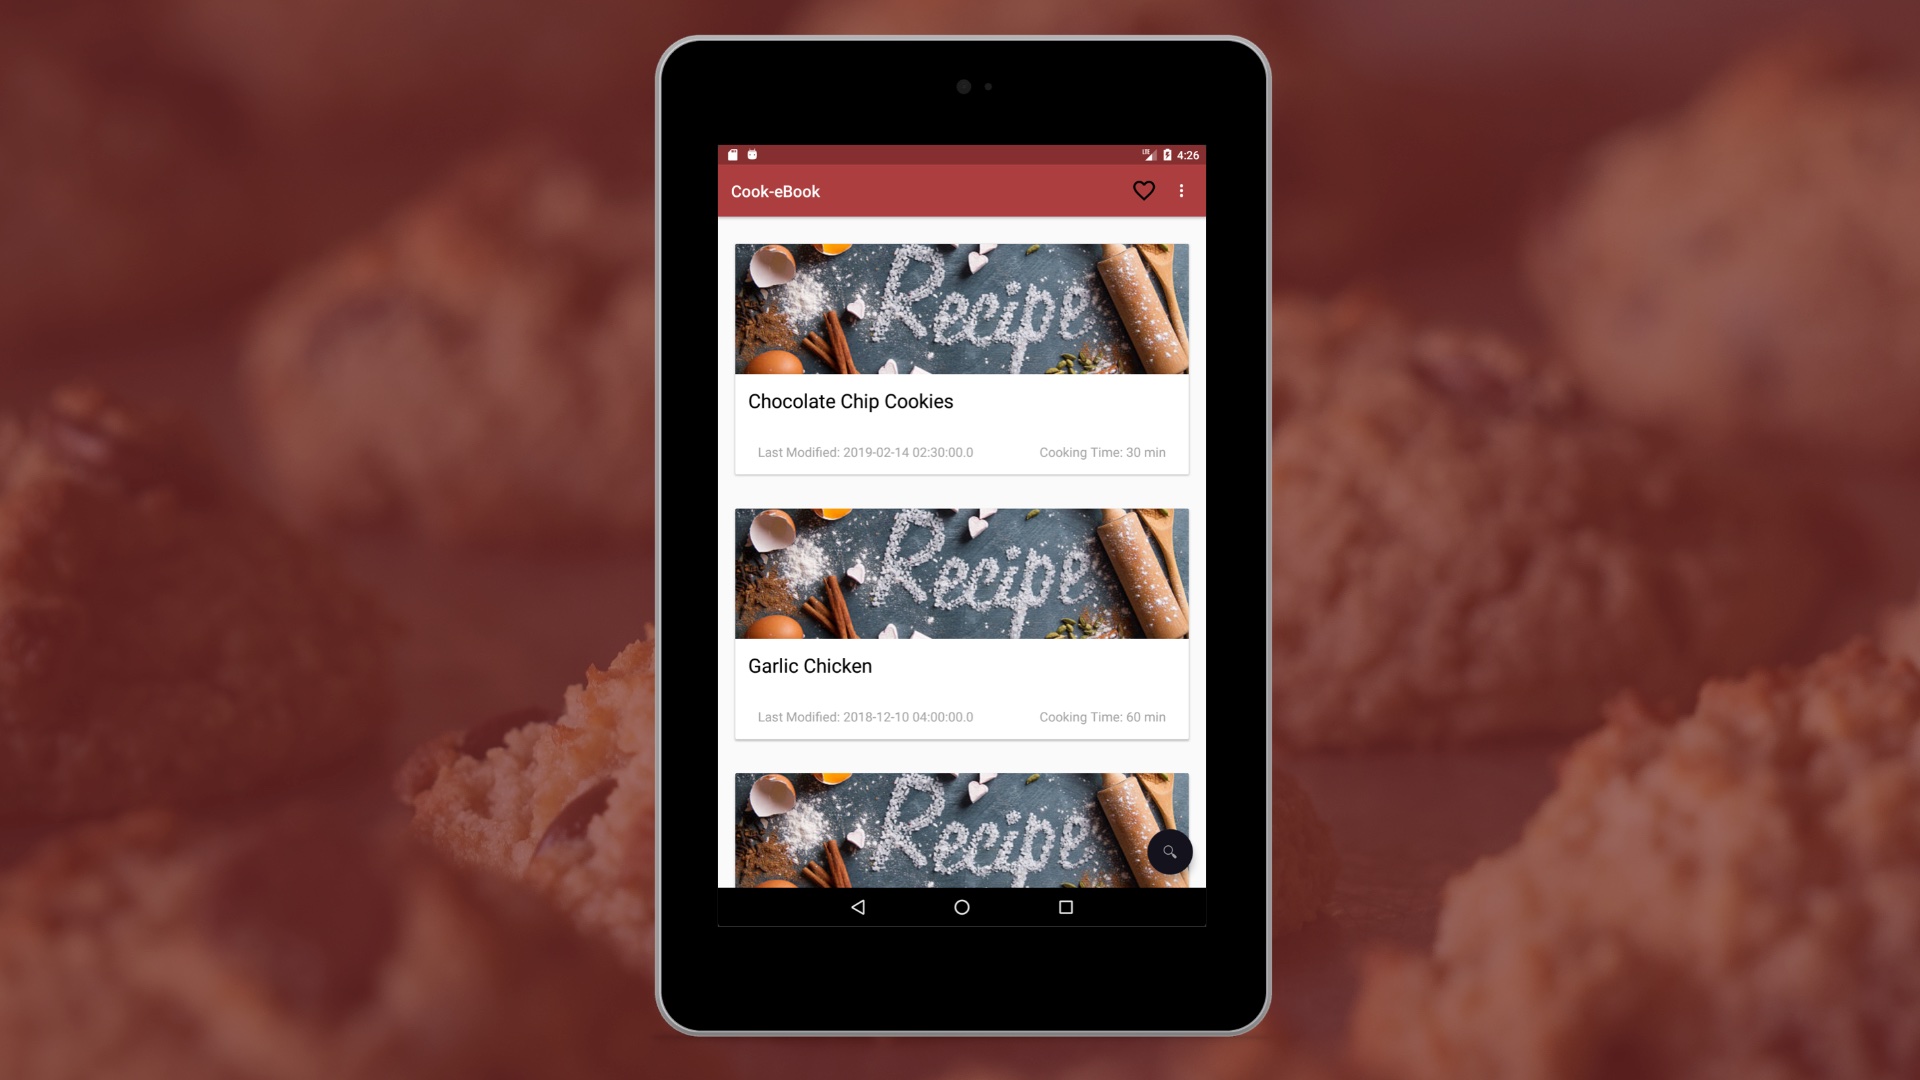 LTE 4:26
Cook-eBook
Recipe
Chocolate Chip Cookies
Last Modified: 2019-02-14 02:30:00.0 Cooking Time: 30 min
Recipe
Garlic Chicken
Last Modified: 2018-12-10 04:00:00.0 Cooking Time: 60 min
Recipe